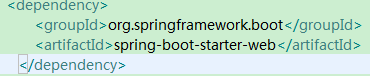 <dependency>
<groupId>org.springframework.boot</groupId>
<artifactId>spring-boot-starter-web</artifactId>
</dependency>